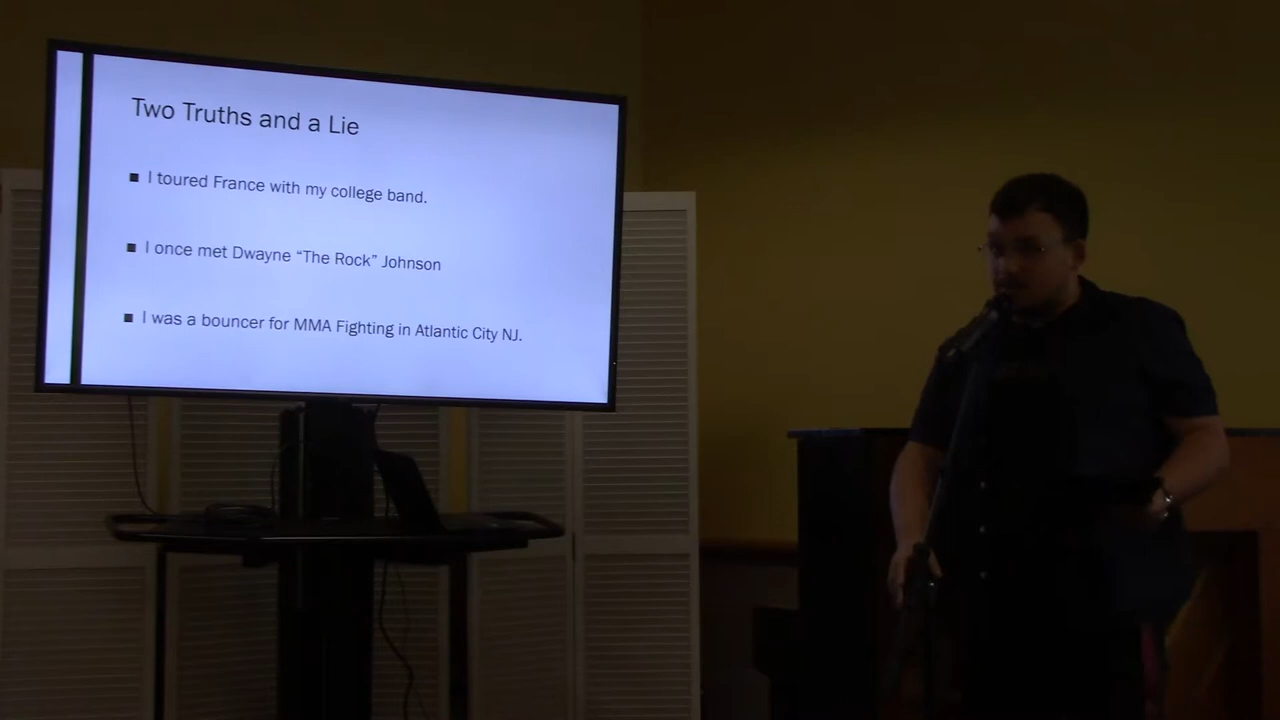 Two Truths and a Lie
■ I toured France with my college band.
■ I once met Dwayne “The Rock” Johnson
■ I was a bouncer for MMA Fighting in Atlantic City NJ.